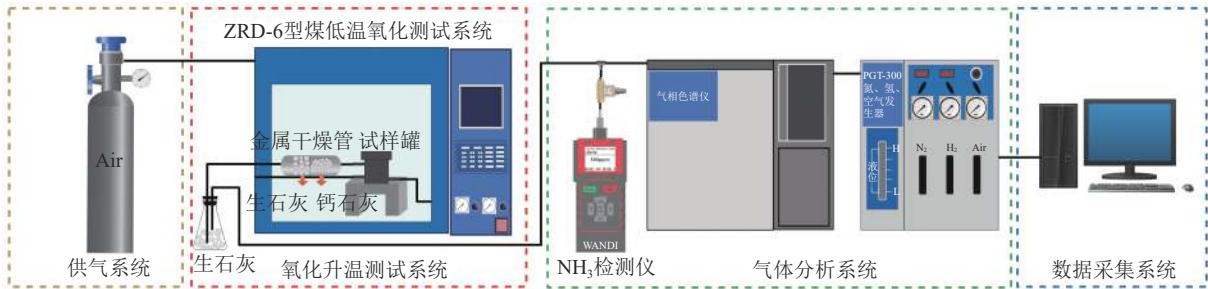 ZRD-6型煤低温氧化测试系统
Air
金属干燥管 试样罐
生石灰 钙石灰
生石灰
供气系统
氧化升温测试系统
WANDI
NH₃检测仪
气相色谱仪
气体分析系统
PGT-300
氮、氢、
空气发
生器
H
液位
L
N₂ H₂ Air
数据采集系统